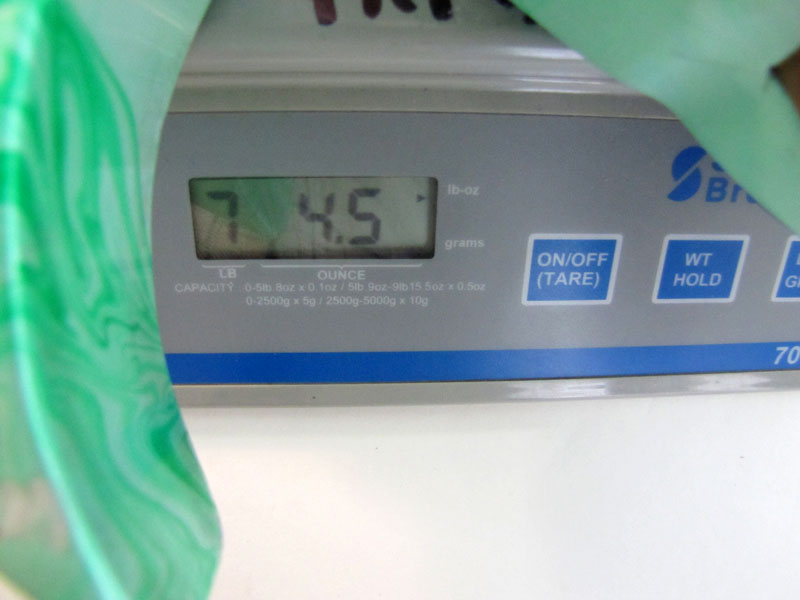 7 4.5
lb-oz
grams
LB OUNCE
CAPACITY 0-5lb 8oz x 0.1oz / 5lb 9oz-9lb15 5oz x 0.5oz
0-2500g x 5g / 2500g-5000g x 10g
ON/OFF
(TARE)
WT
HOLD
70